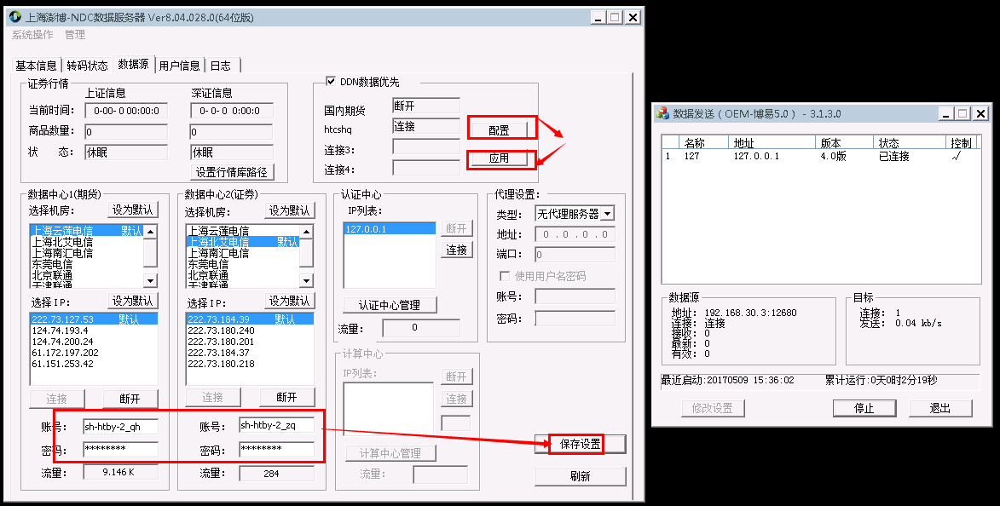 上海澎博-NDC数据服务器 Ver8.04.028.0(64位版)
系统操作 管理
基本信息 转码状态 数据源 用户信息 日志
证券行情
上证信息 深证信息
当前时间: 0-00- 0 00:00:0 0- 0- 0 0:00:0
商品数量: 0 0
状 态: 休眠 休眠
设置行情库路径
DDN数据优先
国内期货 断开
htcshq 连接
连接3:
连接4:
配置
应用
数据中心1(期货)
选择机房: 设为默认
上海云莲电信 默认
上海北艾电信
上海南汇电信
东莞电信
北京联通
天津联通
选择IP: 设为默认
222.73.127.53 默认
124.74.193.4
124.74.200.24
61.172.197.202
61.151.253.42
连接 断开
账号: sh-htby-2_qh
密码: ********
流量: 9.146 K
数据中心2(证券)
选择机房: 设为默认
上海云莲电信
上海北艾电信 默认
上海南汇电信
东莞电信
北京联通
天津联通
选择IP: 设为默认
222.73.184.39 默认
222.73.180.240
222.73.180.201
222.73.184.37
222.73.180.218
连接 断开
账号: sh-htby-2_zq
密码: ********
流量: 284
认证中心
IP列表:
127.0.0.1
断开
连接
认证中心管理
流量: 0
计算中心
IP列表:
断开
连接
计算中心管理
流量:
代理设置:
类型: 无代理服务器
地址: 0 . 0 . 0 . 0
端口: 0
使用用户名密码
账号:
密码:
保存设置
刷新
数据发送(OEM-博易5.0) - 3.1.3.0
名称 地址 版本 状态 控制
1 127 127.0.0.1 4.0版 已连接 √
数据源
地址: 192.168.30.3:12680
连接: 连接
接收: 0
最新: 0
有效: 0
目标
连接: 1
发送: 0.04 kb/s
最近启动:20170509 15:36:02 累计运行:0天0时2分19秒
修改设置 停止 退出